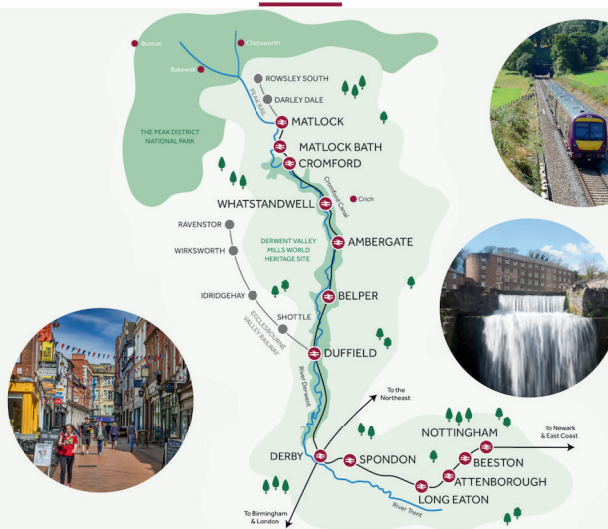 Buxton
Chatsworth
Bakewell
ROWSLEY SOUTH
PEAK RAIL
DARLEY DALE
MATLOCK
THE PEAK DISTRICT
NATIONAL PARK
MATLOCK BATH
CROMFORD
Cromford Canal
Crich
WHATSTANDWELL
RAVENSTOR
DERWENT VALLEY
MILLS WORLD
HERITAGE SITE
AMBERGATE
WIRKSWORTH
IDRIDGEHAY
BELPER
SHOTTLE
ECCLESBOURNE
VALLEY RAILWAY
DUFFIELD
River Derwent
To the
Northeast
NOTTINGHAM
To Newark
& East Coast
DERBY
SPONDON
BEESTON
ATTENBOROUGH
LONG EATON
River Trent
To Birmingham
& London